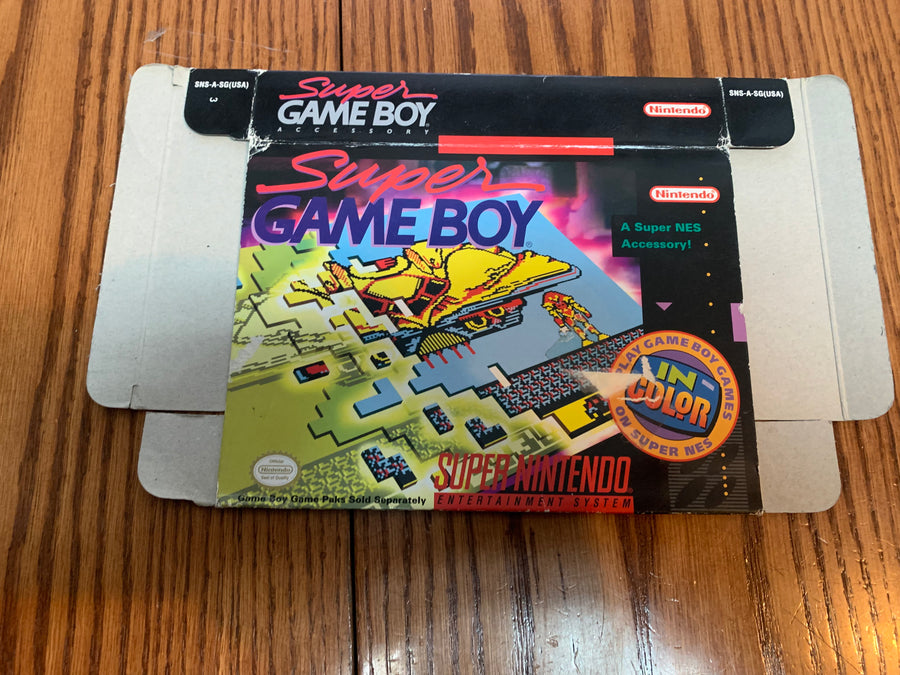 SNS-A-SG(USA)
3
Super
GAME BOY
ACCESSORY
Nintendo
SNS-A-SG(USA)
Super
GAME BOY
Nintendo
A Super NES
Accessory!
PLAY GAME BOY GAMES
IN
COLOR
ON SUPER NES
Official
Nintendo
Seal of Quality
Game Boy Game Paks Sold Separately
SUPER NINTENDO
ENTERTAINMENT SYSTEM